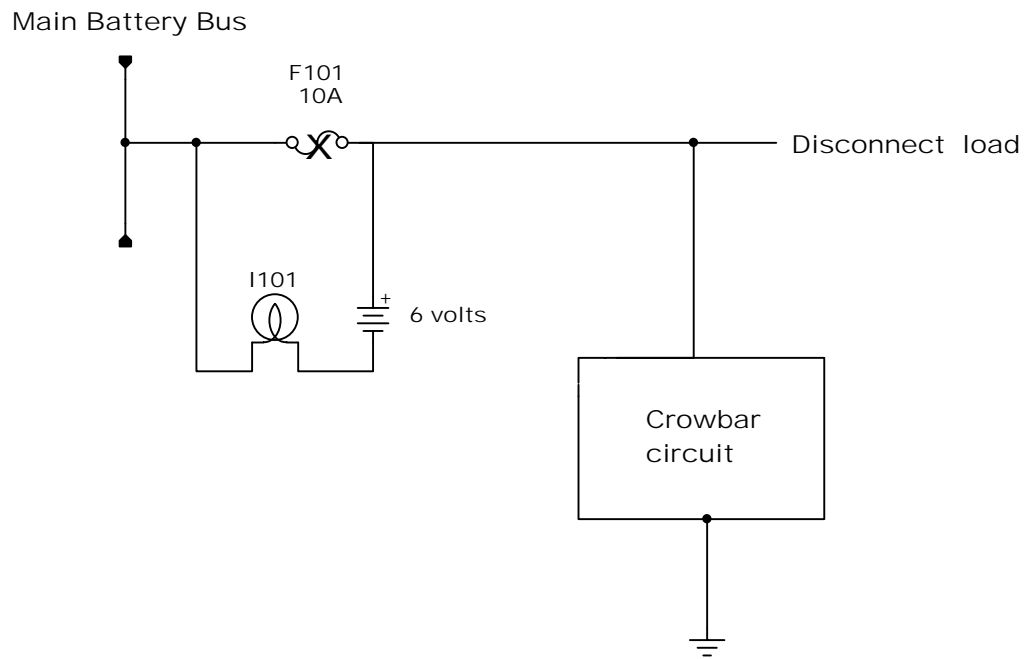 Main Battery Bus
F101
10A
Disconnect load
I101
+
6 volts
Crowbar
circuit